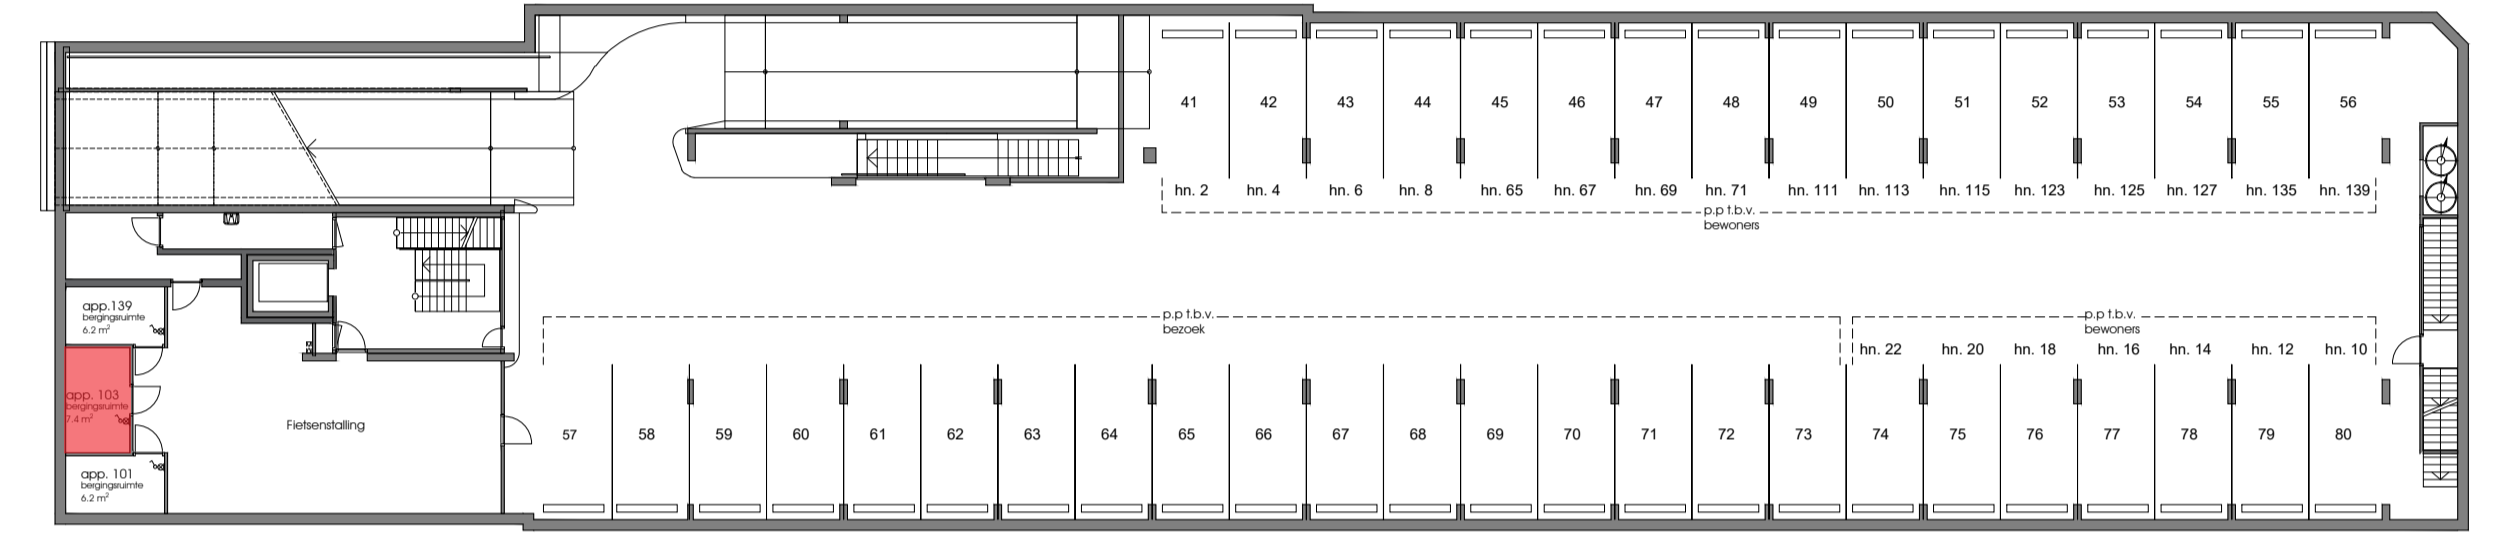 41 42 43 44 45 46 47 48 49 50 51 52 53 54 55 56
hn. 2 hn. 4 hn. 6 hn. 8 hn. 65 hn. 67 hn. 69 hn. 71 hn. 111 hn. 113 hn. 115 hn. 123 hn. 125 hn. 127 hn. 135 hn. 139
p.p t.b.v.
bewoners
app.139
bergingsruimte
6.2 m²
p.p t.b.v.
bezoek
p.p t.b.v.
bewoners
hn. 22 hn. 20 hn. 18 hn. 16 hn. 14 hn. 12 hn. 10
app. 103
bergingsruimte
7.4 m²
Fietsenstalling
57 58 59 60 61 62 63 64 65 66 67 68 69 70 71 72 73 74 75 76 77 78 79 80
app. 101
bergingsruimte
6.2 m²